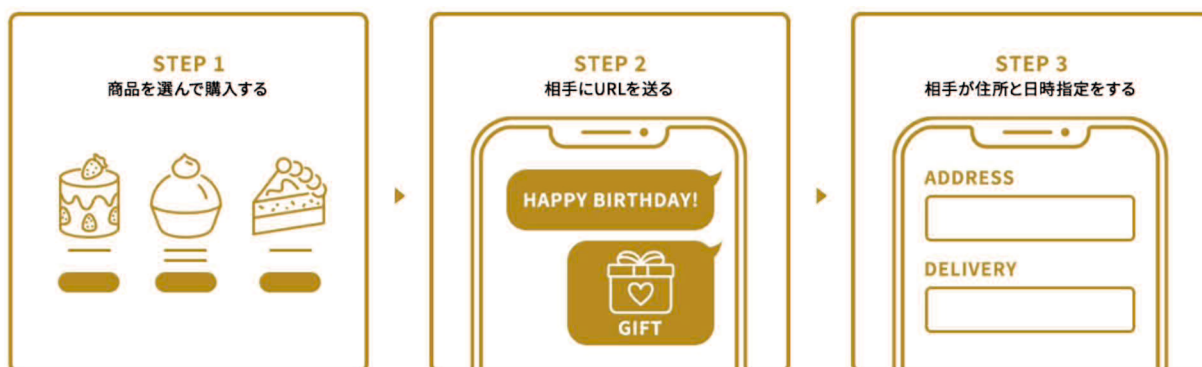 STEP 1
商品を選んで購入する
STEP 2
相手にURLを送る
HAPPY BIRTHDAY!
GIFT
STEP 3
相手が住所と日時指定をする
ADDRESS
DELIVERY